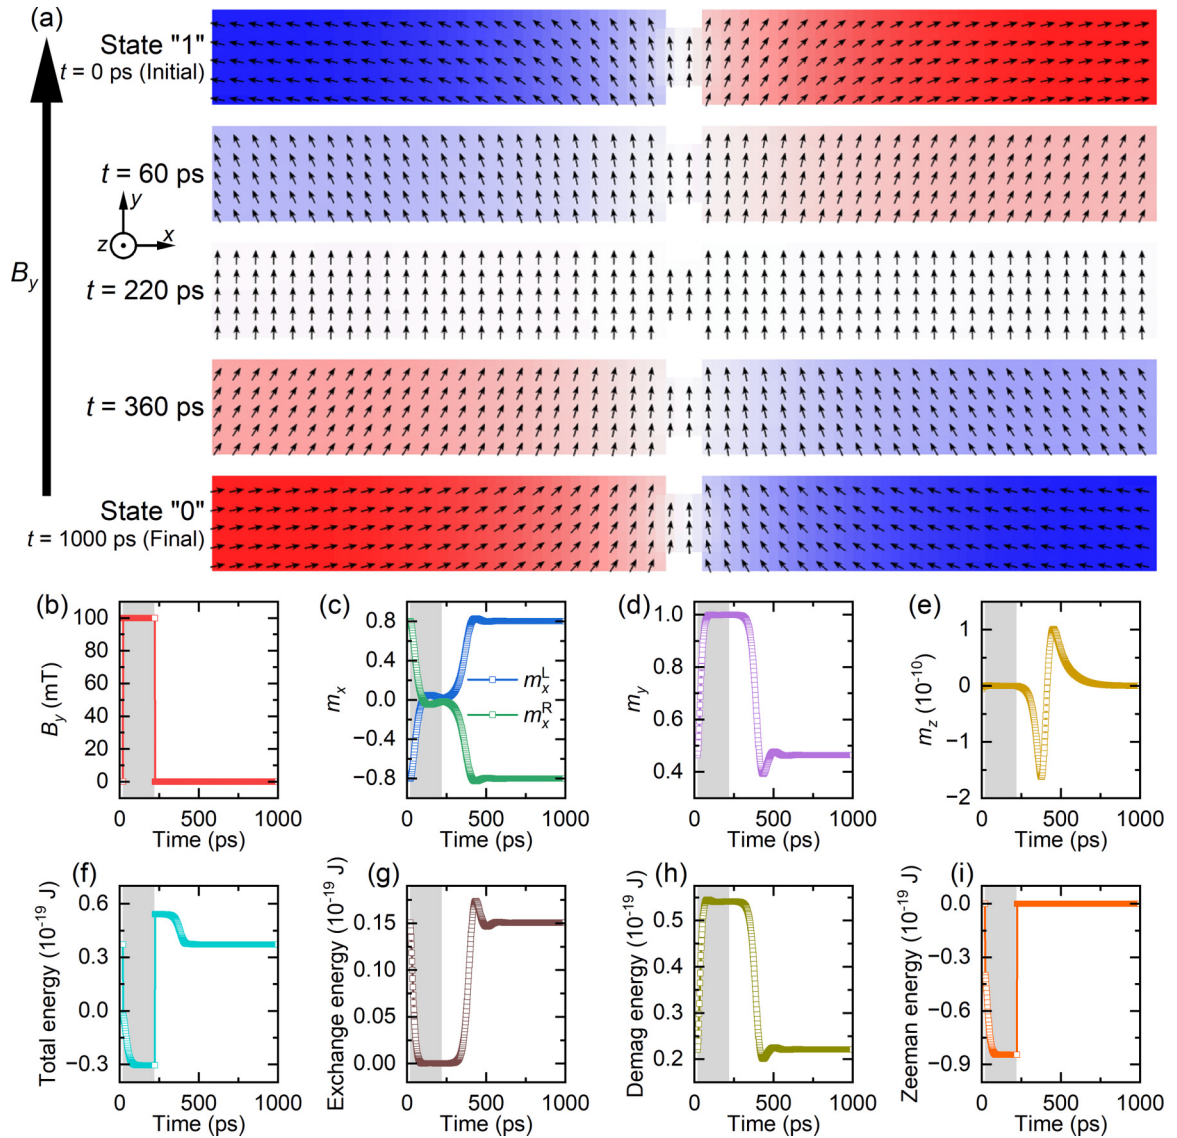 (a)
State "1"
t = 0 ps (Initial)
t = 60 ps
y
z
x
B_y
t = 220 ps
t = 360 ps
State "0"
t = 1000 ps (Final)
(b)
B_y (mT)
100
80
60
40
20
0
0 500 1000
Time (ps)
(c)
m_x
0.8
0.4
0.0
−0.4
−0.8
m_x^L
m_x^R
0 500 1000
Time (ps)
(d)
m_y
1.0
0.8
0.6
0.4
0 500 1000
Time (ps)
(e)
m_z (10^-10)
1
0
−1
−2
0 500 1000
Time (ps)
(f)
Total energy (10^-19 J)
0.6
0.3
0.0
−0.3
0 500 1000
Time (ps)
(g)
Exchange energy (10^-19 J)
0.15
0.10
0.05
0.00
0 500 1000
Time (ps)
(h)
Demag energy (10^-19 J)
0.5
0.4
0.3
0.2
0 500 1000
Time (ps)
(i)
Zeeman energy (10^-19 J)
0.0
−0.3
−0.6
−0.9
0 500 1000
Time (ps)